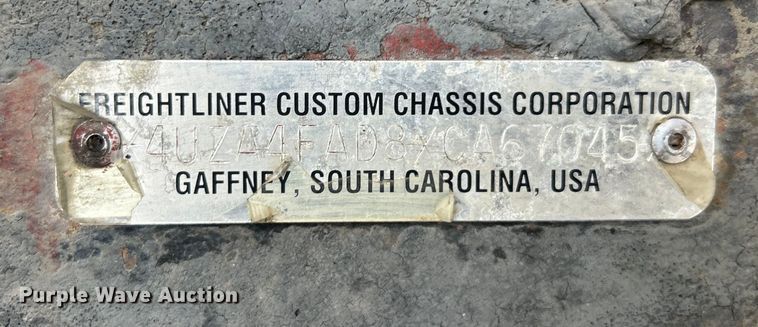 FREIGHTLINER CUSTOM CHASSIS CORPORATION
*4UZA4FAD8YCA67045*
GAFFNEY, SOUTH CAROLINA, USA
Purple Wave Auction